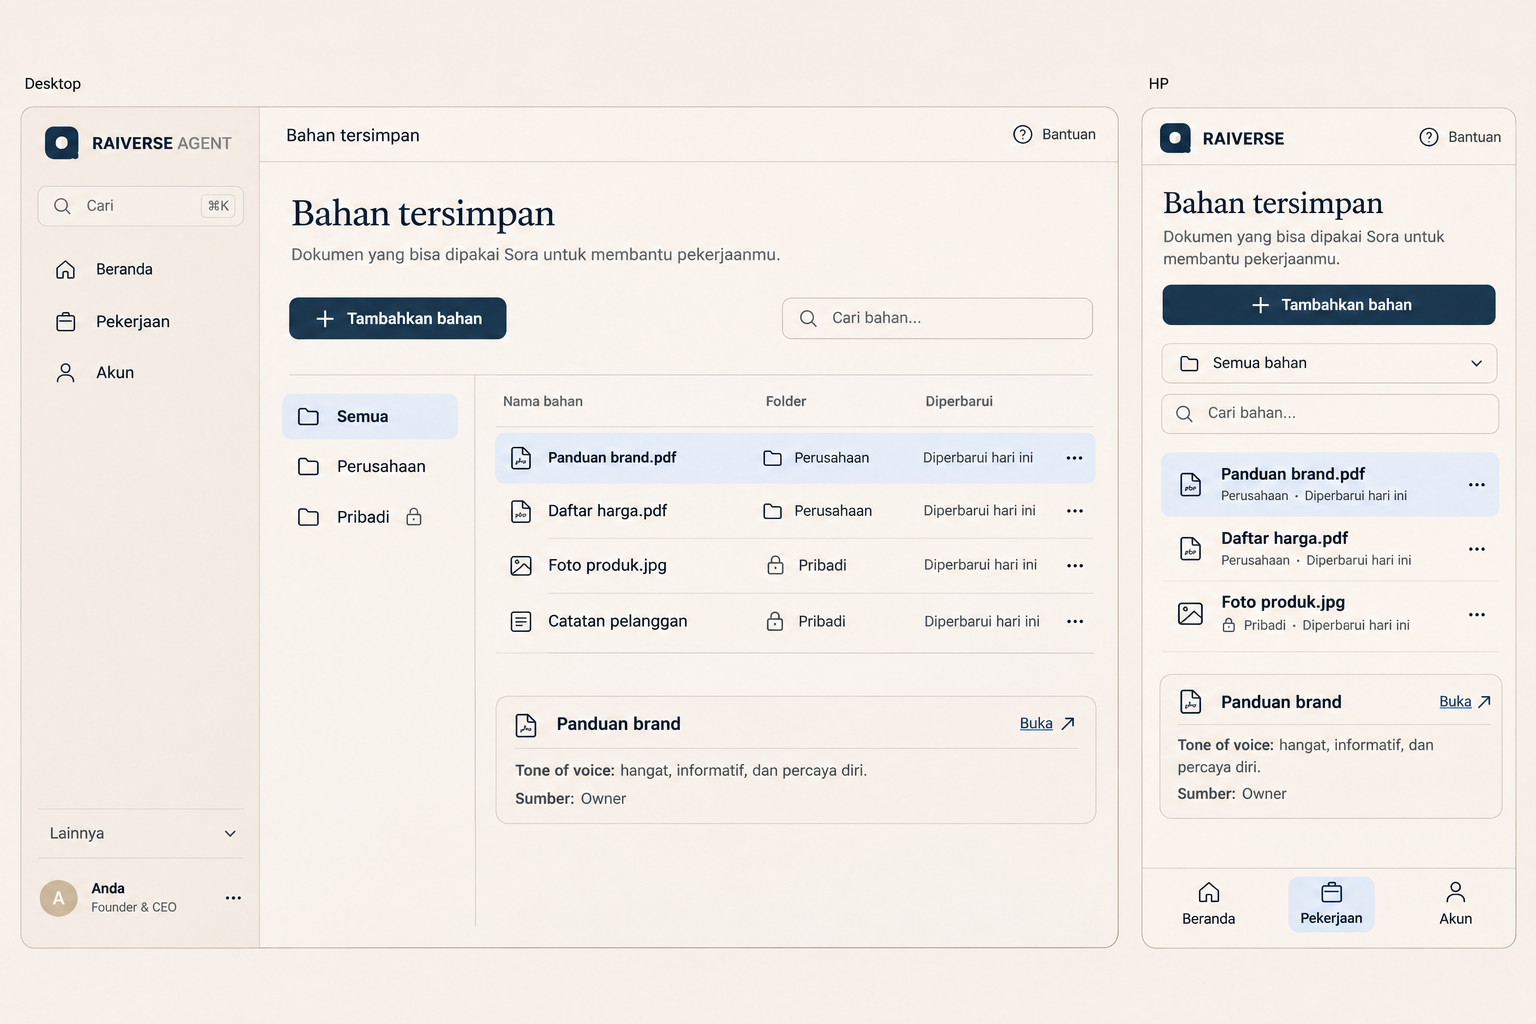 Desktop
RAIVERSE AGENT
Cari
⌘K
Beranda
Pekerjaan
Akun
Lainnya
A
Anda
Founder & CEO
Bahan tersimpan
Bantuan
Bahan tersimpan
Dokumen yang bisa dipakai Sora untuk membantu pekerjaanmu.
Tambahkan bahan
Cari bahan...
Semua
Perusahaan
Pribadi
Nama bahan Folder Diperbarui
Panduan brand.pdf Perusahaan Diperbarui hari ini
Daftar harga.pdf Perusahaan Diperbarui hari ini
Foto produk.jpg Pribadi Diperbarui hari ini
Catatan pelanggan Pribadi Diperbarui hari ini
Panduan brand
Buka
Tone of voice: hangat, informatif, dan percaya diri.
Sumber: Owner
HP
RAIVERSE
Bantuan
Bahan tersimpan
Dokumen yang bisa dipakai Sora untuk
membantu pekerjaanmu.
Tambahkan bahan
Semua bahan
Cari bahan...
Panduan brand.pdf
Perusahaan · Diperbarui hari ini
Daftar harga.pdf
Perusahaan · Diperbarui hari ini
Foto produk.jpg
Pribadi · Diperbarui hari ini
Panduan brand
Buka
Tone of voice: hangat, informatif, dan
percaya diri.
Sumber: Owner
Beranda
Pekerjaan
Akun